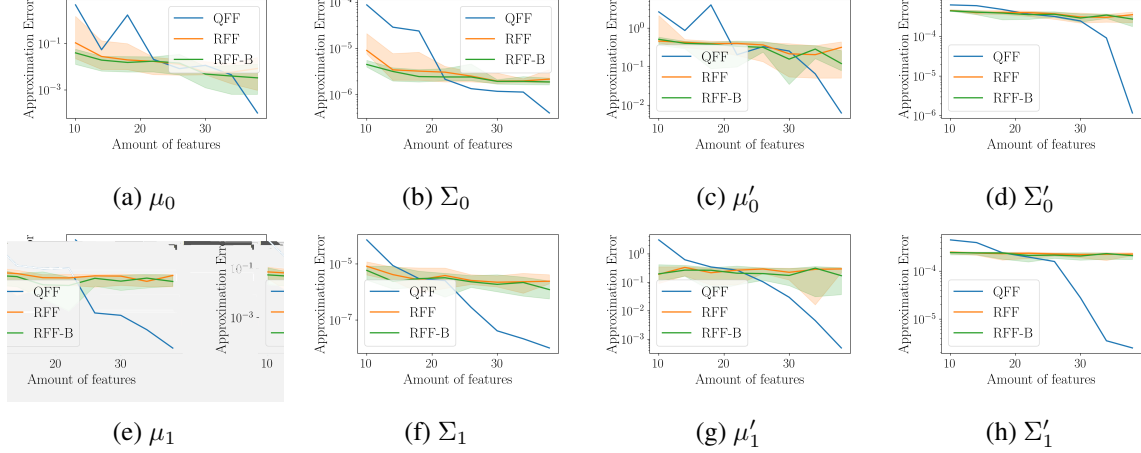 Approximation Error
10⁻¹
10⁻³
QFF
RFF
RFF-B
10
20
30
Amount of features
(a) μ₀
Approximation Error
10⁻⁵
10⁻⁶
QFF
RFF
RFF-B
10
20
30
Amount of features
(b) Σ₀
Approximation Error
10⁰
10⁻¹
10⁻²
QFF
RFF
RFF-B
10
20
30
Amount of features
(c) μ′₀
Approximation Error
10⁻⁴
10⁻⁵
10⁻⁶
QFF
RFF
RFF-B
10
20
30
Amount of features
(d) Σ′₀
QFF
RFF
RFF-B
20
30
Amount of features
Approximation Error
10⁻¹
10⁻³
10
(e) μ₁
Approximation Error
10⁻⁵
10⁻⁷
QFF
RFF
RFF-B
10
20
30
Amount of features
(f) Σ₁
Approximation Error
10⁰
10⁻¹
10⁻²
10⁻³
QFF
RFF
RFF-B
10
20
30
Amount of features
(g) μ′₁
Approximation Error
10⁻⁴
10⁻⁵
QFF
RFF
RFF-B
10
20
30
Amount of features
(h) Σ′₁